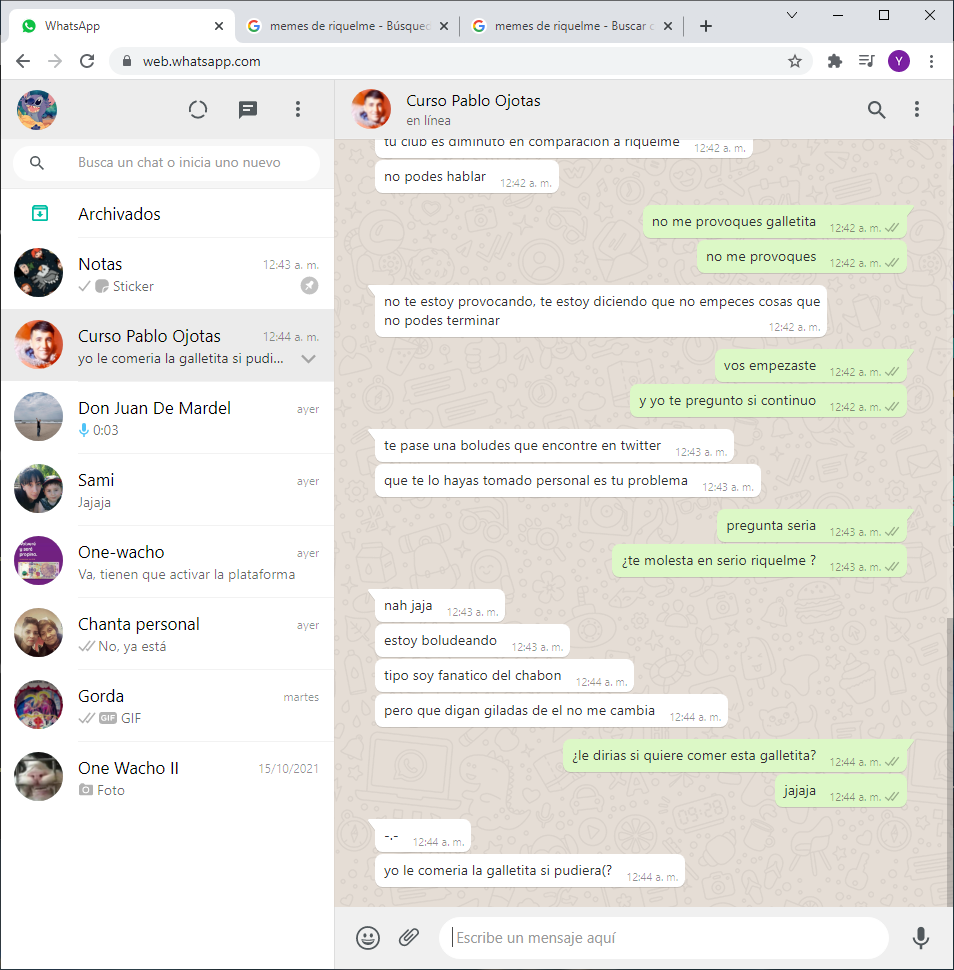 WhatsApp
memes de riquelme - Búsqued
memes de riquelme - Buscar c
web.whatsapp.com
Y
Busca un chat o inicia uno nuevo
Archivados
Notas
12:43 a. m.
Sticker
Curso Pablo Ojotas
12:44 a. m.
yo le comeria la galletita si pudi...
Don Juan De Mardel
ayer
0:03
Sami
ayer
Jajaja
One-wacho
ayer
Va, tienen que activar la plataforma
Chanta personal
ayer
No, ya está
Gorda
martes
GIF GIF
One Wacho II
15/10/2021
Foto
Curso Pablo Ojotas
en línea
tu club es diminuto en comparacion a riquelme
12:42 a. m.
no podes hablar
12:42 a. m.
no me provoques galletita
12:42 a. m.
no me provoques
12:42 a. m.
no te estoy provocando, te estoy diciendo que no empeces cosas que
no podes terminar
12:42 a. m.
vos empezaste
12:42 a. m.
y yo te pregunto si continuo
12:42 a. m.
te pase una boludes que encontre en twitter
12:43 a. m.
que te lo hayas tomado personal es tu problema
12:43 a. m.
pregunta seria
12:43 a. m.
¿te molesta en serio riquelme ?
12:43 a. m.
nah jaja
12:43 a. m.
estoy boludeando
12:43 a. m.
tipo soy fanatico del chabon
12:44 a. m.
pero que digan giladas de el no me cambia
12:44 a. m.
¿le dirias si quiere comer esta galletita?
12:44 a. m.
jajaja
12:44 a. m.
-.-
12:44 a. m.
yo le comeria la galletita si pudiera(?
12:44 a. m.
Escribe un mensaje aquí